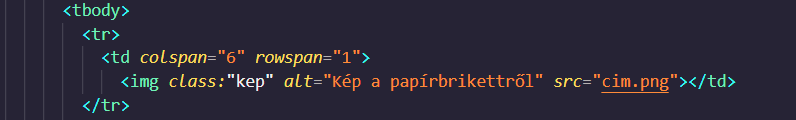 <tbody>
<tr>
<td colspan="6" rowspan="1">
<img class:"kep" alt="Kép a papírbrikettről" src="cim.png"></td>
</tr>